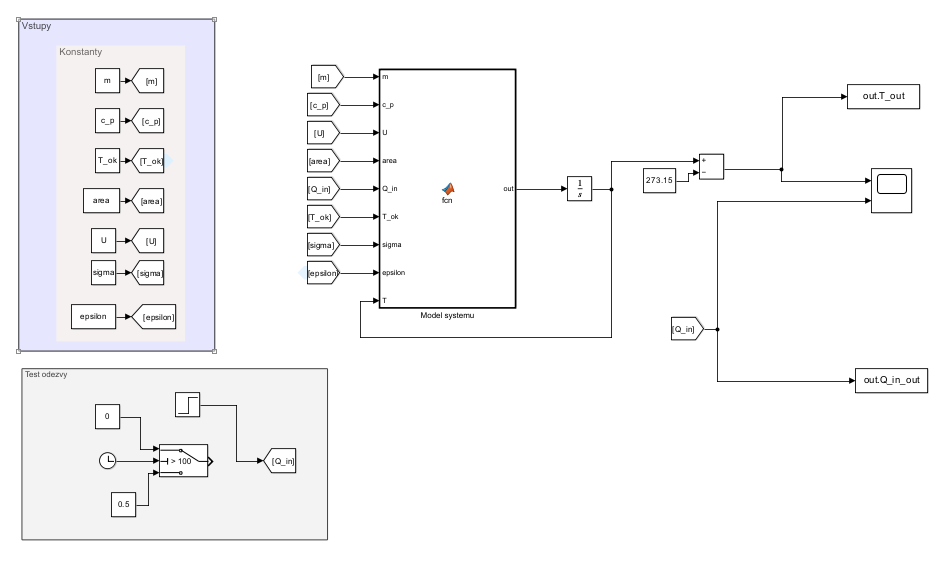 Vstupy
Konstanty
m [m]
c_p [c_p]
T_ok [T_ok]
area [area]
U [U]
sigma [sigma]
epsilon [epsilon]
[m] m
[c_p] c_p
[U] U
[area] area
[Q_in] Q_in
[T_ok] T_ok
[sigma] sigma
[epsilon] epsilon
T
fcn
out
Model systemu
1
s
273.15
+
−
out.T_out
[Q_in]
out.Q_in_out
Test odezvy
0
> 100
0.5
[Q_in]